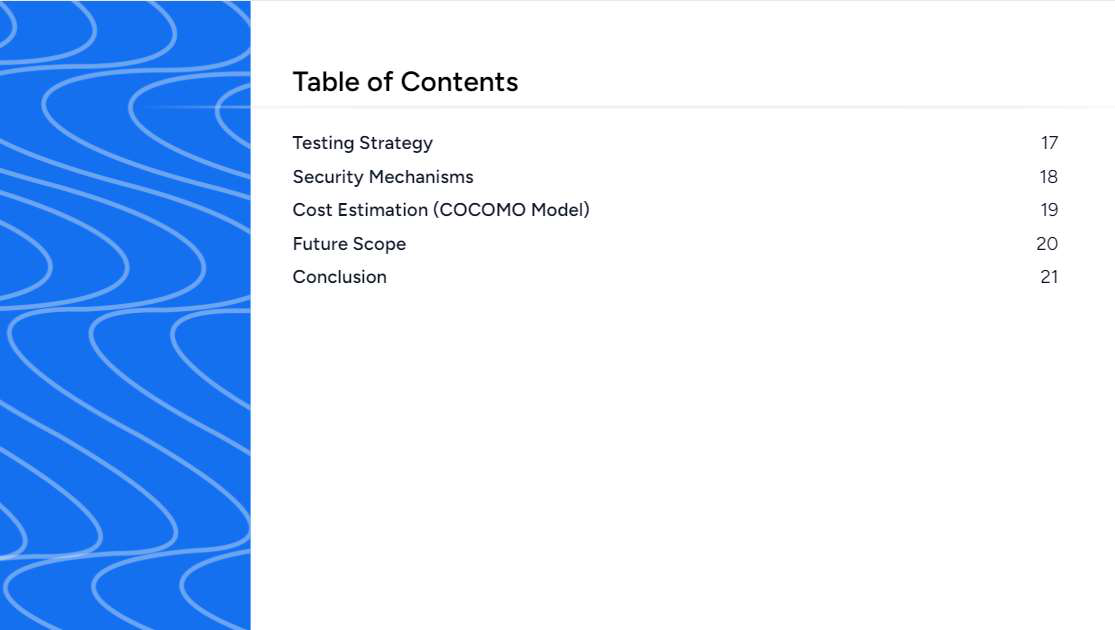 Table of Contents
Testing Strategy 17
Security Mechanisms 18
Cost Estimation (COCOMO Model) 19
Future Scope 20
Conclusion 21